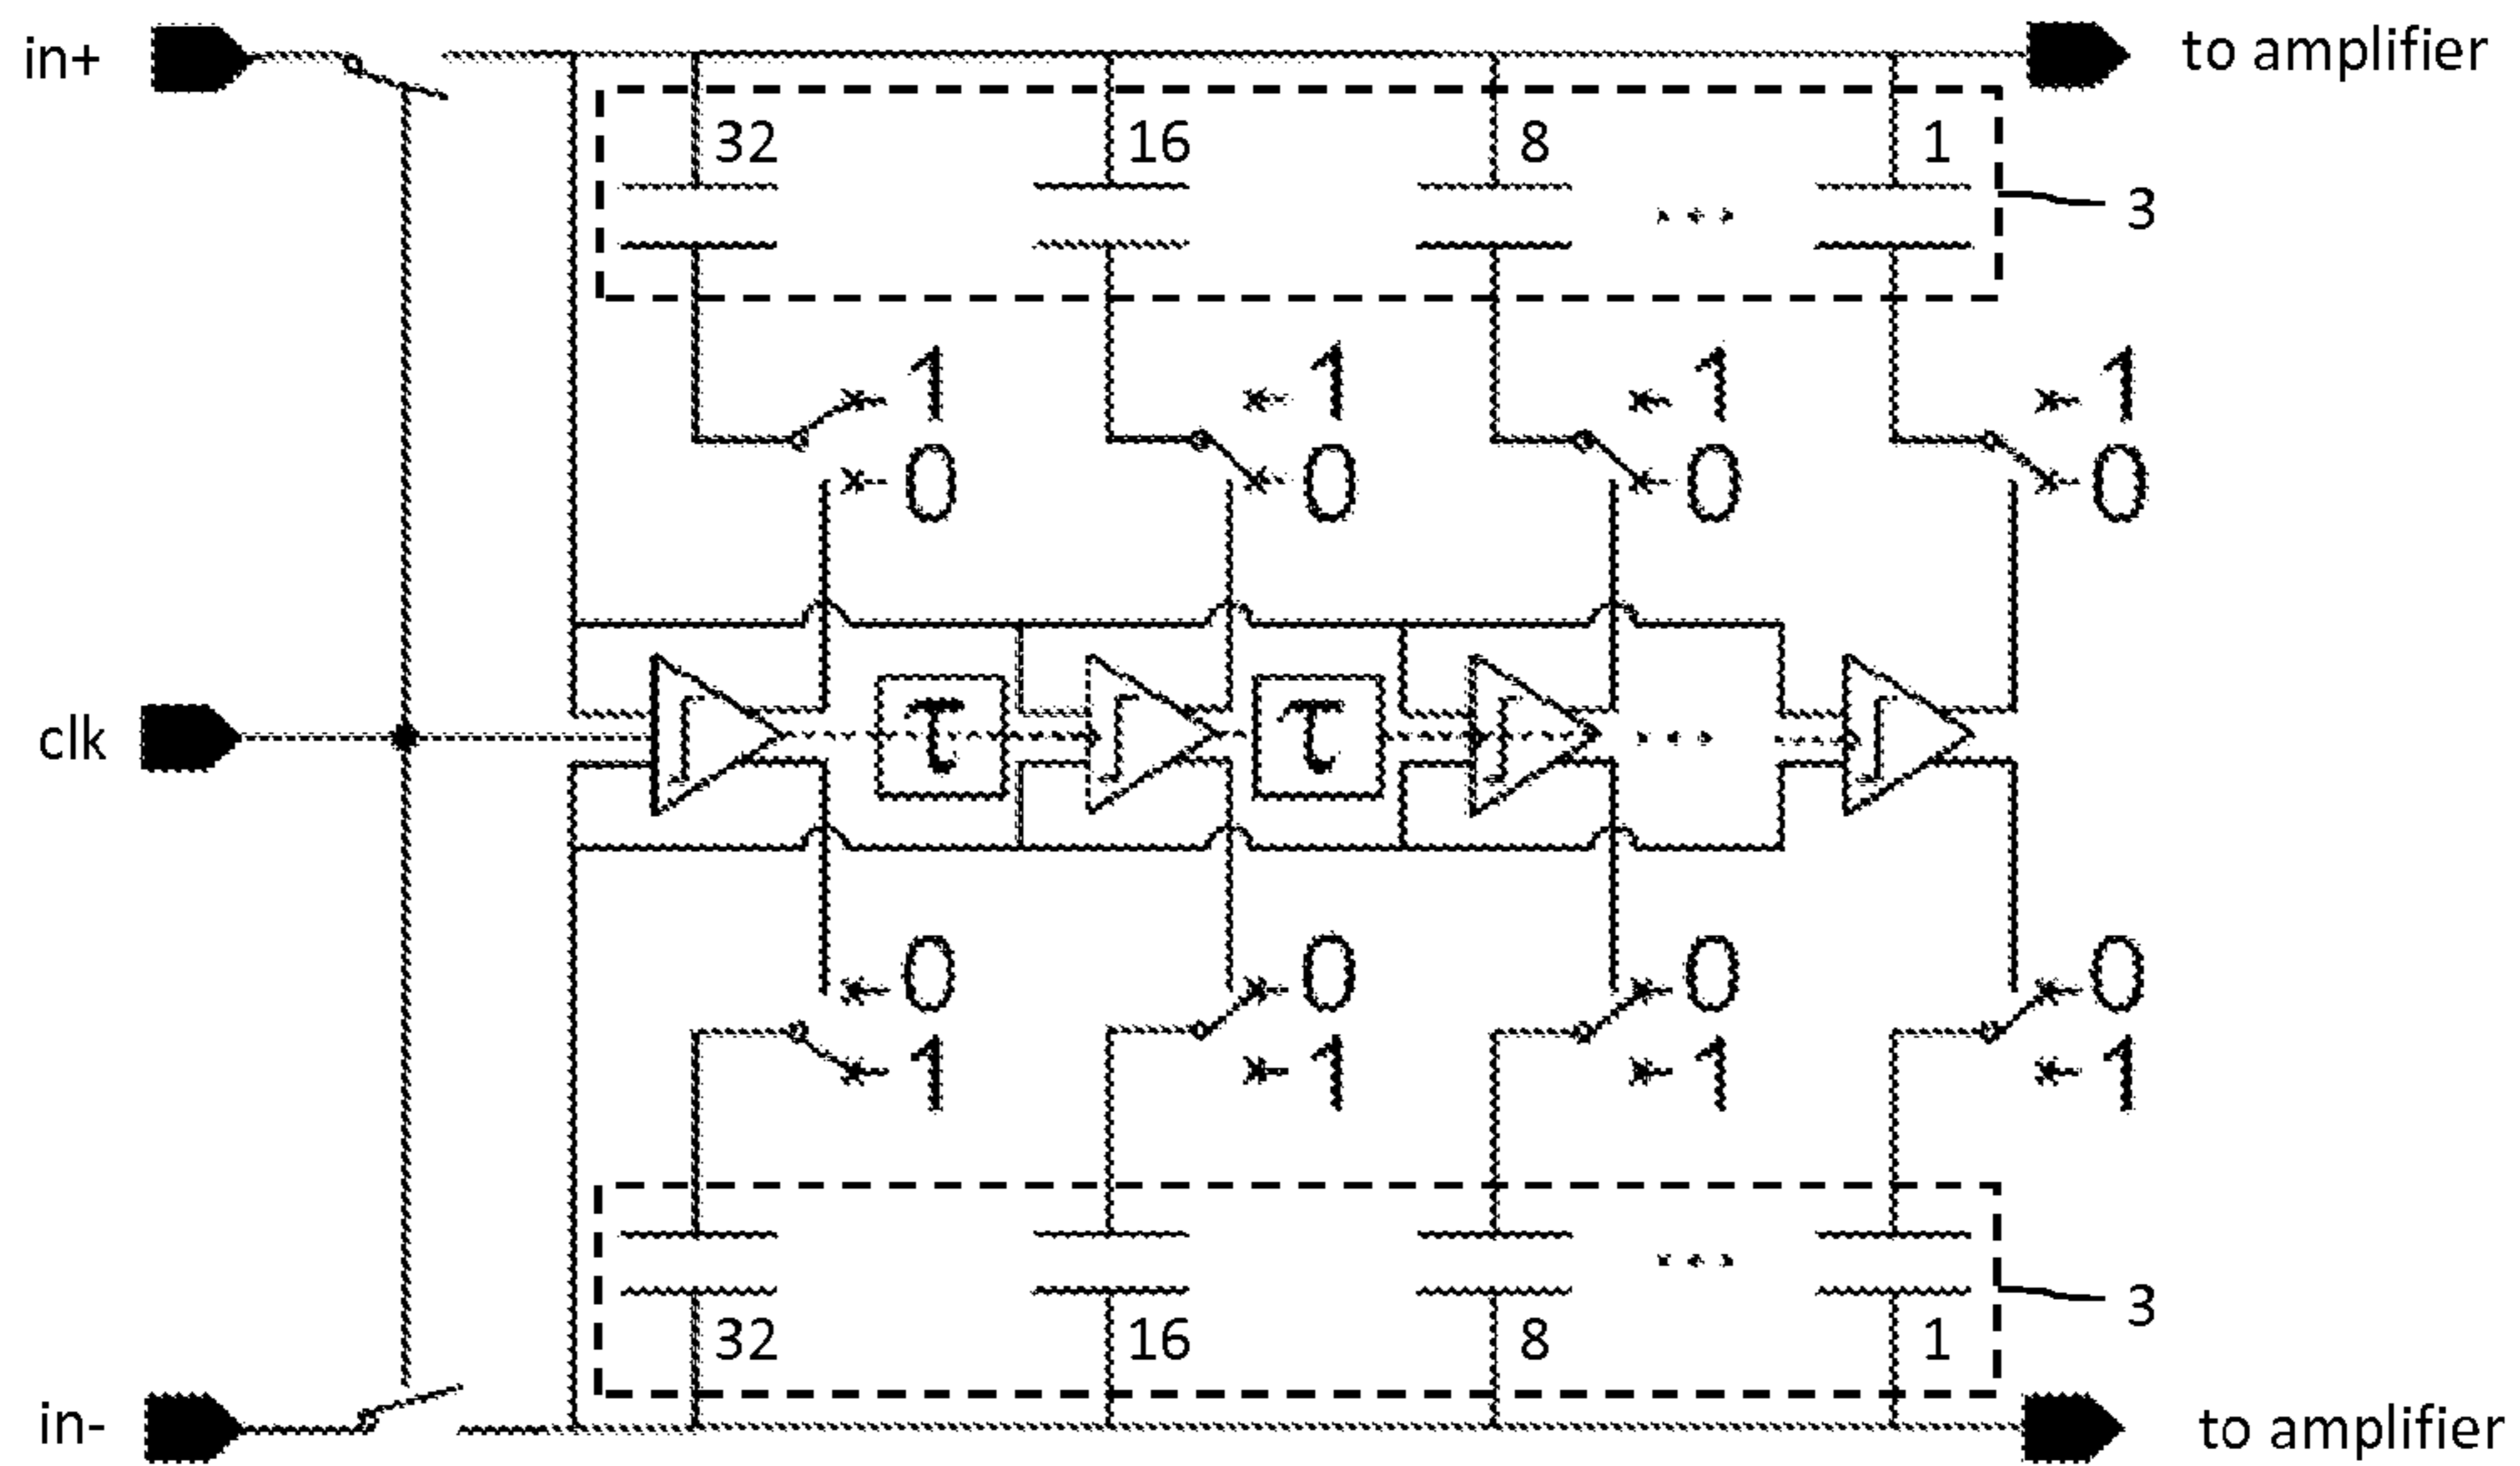 in+ to amplifier
32 16 8 1
3
1 1 1 1
0 0 0 0
τ τ
clk
0 0 0 0
1 1 1 1
3
32 16 8 1
in- to amplifier